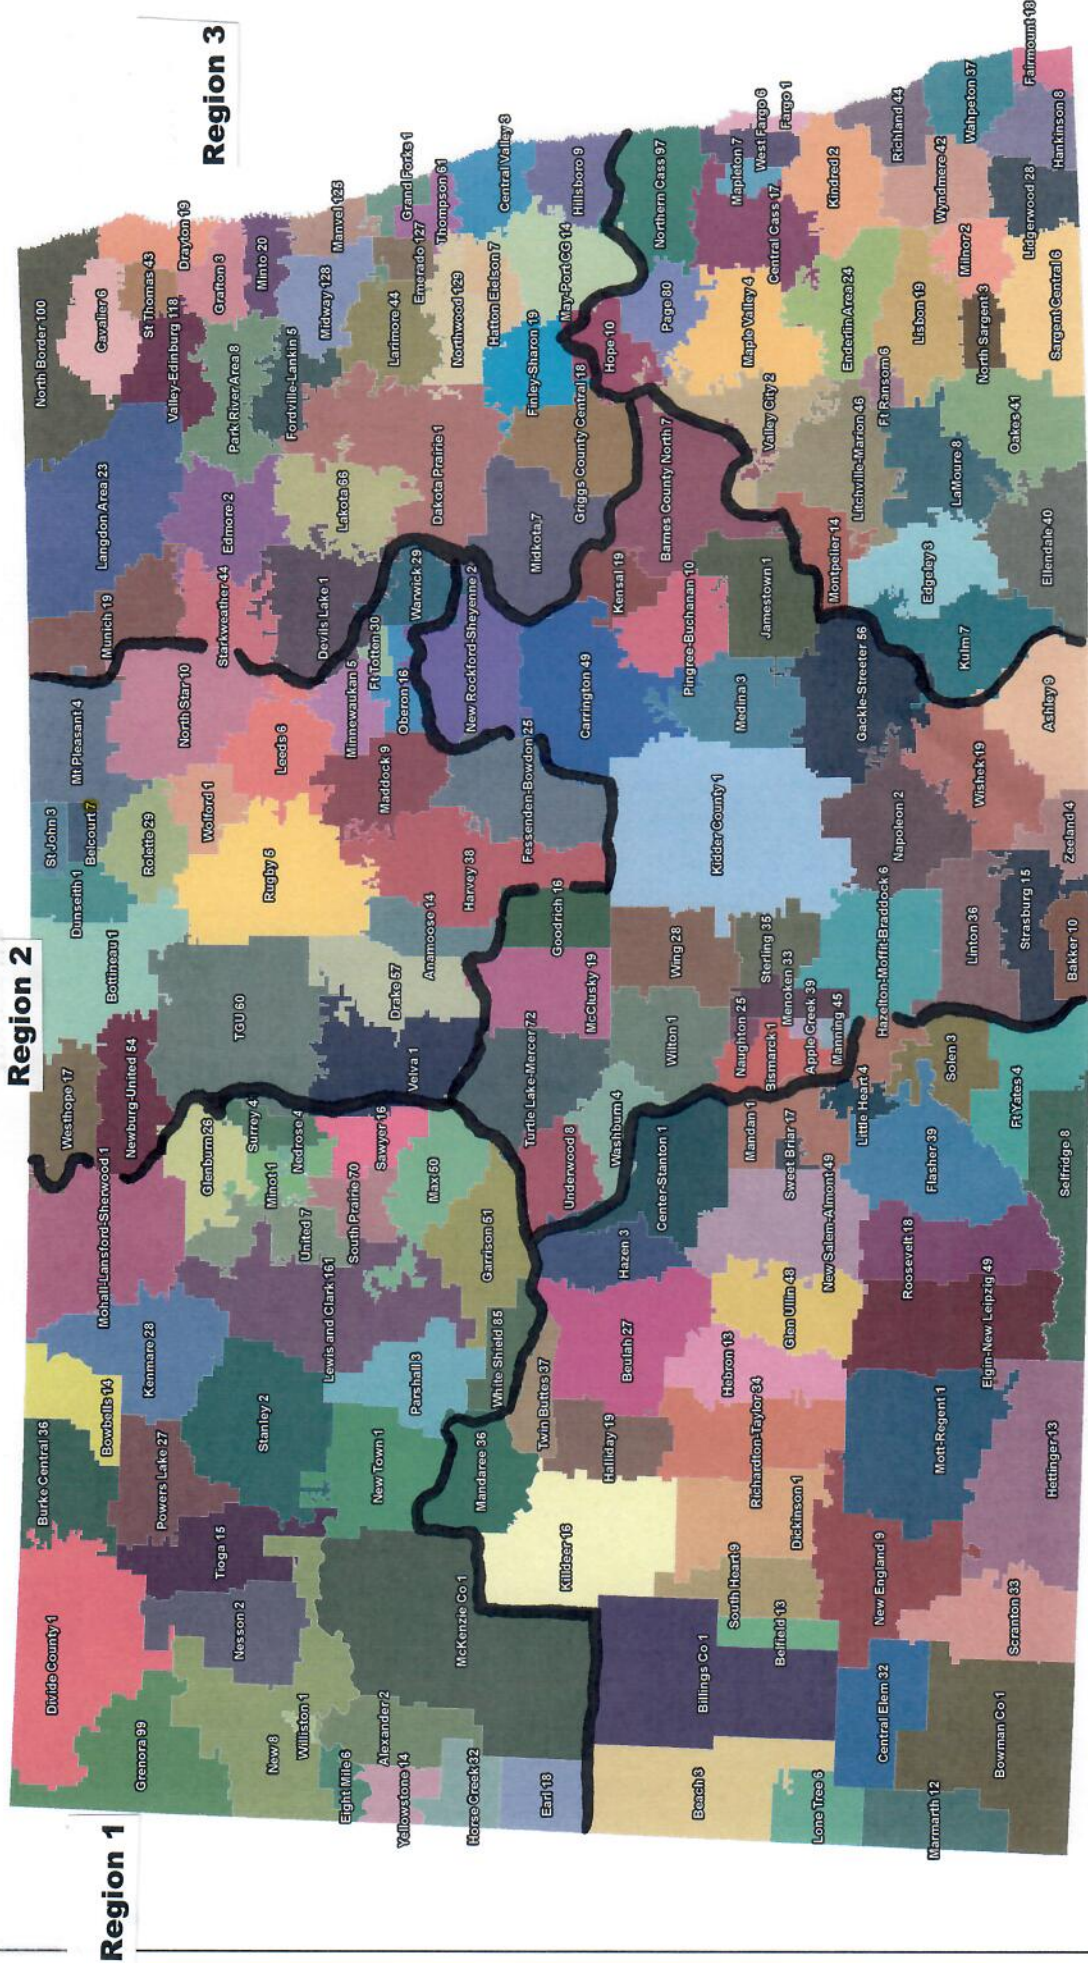 Region 1
Region 2
Region 3
Divide County 1
Burke Central 36
Bowbells 14
Mohall-Lansford-Sherwood 1
Westhope 17
Newburg-United 54
Bottineau 1
Dunseith 1
St John 3
Belcourt 7
Mt Pleasant 4
Munich 19
Langdon Area 23
North Border 100
Cavalier 6
St Thomas 43
Drayton 19
Valley-Edinburg 118
Grafton 3
Grenora 99
Powers Lake 27
Kenmare 28
Tioga 15
Nesson 2
Stanley 2
Glenburn 26
TGU 60
Rolette 29
Wolford 1
North Star 10
Starkweather 44
Edmore 2
Park River Area 8
Minto 20
New 8
Williston 1
Lewis and Clark 161
United 7
Minot 1
Surrey 4
Nedrose 4
South Prairie 70
Sawyer 16
Rugby 5
Leeds 6
Devils Lake 1
Lakota 66
Fordville-Lankin 5
Midway 128
Manvel 125
Eight Mile 6
Alexander 2
Yellowstone 14
Horse Creek 32
Earl 18
McKenzie Co 1
New Town 1
Parshall 3
Mandaree 36
White Shield 85
Garrison 51
Max 50
Velva 1
Drake 57
Anamoose 14
Harvey 38
Maddock 9
Minnewaukan 5
Ft Totten 30
Oberon 16
Warwick 29
New Rockford-Sheyenne 2
Dakota Prairie 1
Larimore 44
Emerado 127
Grand Forks 1
Thompson 61
Northwood 129
Hatton Eielson 7
Central Valley 3
Hillsboro 9
May-Port CG 14
Finley-Sharon 19
Griggs County Central 18
Midkota 7
Hope 10
Fessenden-Bowdon 25
Carrington 49
Kensal 19
Barnes County North 7
Page 80
Northern Cass 97
Killdeer 16
Twin Buttes 37
Halliday 19
Beulah 27
Hazen 3
Underwood 8
Turtle Lake-Mercer 72
Washburn 4
McClusky 19
Goodrich 16
Center-Stanton 1
Wilton 1
Wing 28
Kidder County 1
Pingree-Buchanan 10
Jamestown 1
Medina 3
Valley City 2
Maple Valley 4
Central Cass 17
Mapleton 7
West Fargo 6
Fargo 1
Kindred 2
Beach 3
Billings Co 1
Belfield 13
South Heart 9
Dickinson 1
Richardton-Taylor 34
Hebron 13
Glen Ullin 48
New Salem-Almont 49
Sweet Briar 17
Mandan 1
Bismarck 1
Naughton 25
Apple Creek 39
Menoken 33
Manning 45
Sterling 35
Hazelton-Moffit-Braddock 6
Little Heart 4
Napoleon 2
Gackle-Streeter 56
Montpelier 14
Litchville-Marion 46
Enderlin Area 24
Ft Ransom 6
Lisbon 19
Richland 44
Wyndmere 42
Wahpeton 37
Lone Tree 6
Central Elem 32
Marmarth 12
Bowman Co 1
New England 9
Scranton 33
Mott-Regent 1
Hettinger 13
Elgin-New Leipzig 49
Roosevelt 18
Flasher 39
Solen 3
Ft Yates 4
Selfridge 8
Linton 36
Strasburg 15
Bakker 10
Wishek 19
Zeeland 4
Ashley 9
Kulm 7
Edgeley 3
LaMoure 8
Ellendale 40
Oakes 41
North Sargent 3
Milnor 2
Sargent Central 6
Lidgerwood 28
Hankinson 8
Fairmount 18